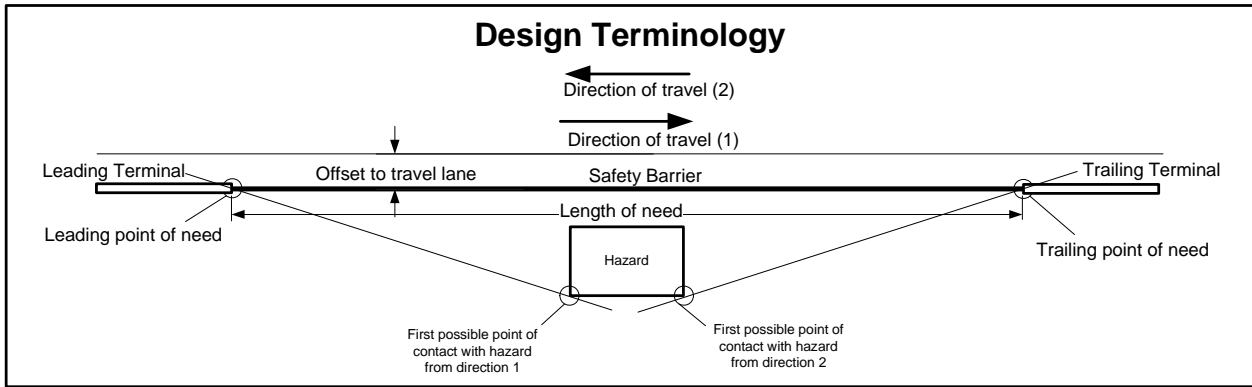 Design Terminology
Direction of travel (2)
Direction of travel (1)
Leading Terminal
Offset to travel lane
Safety Barrier
Trailing Terminal
Length of need
Leading point of need
Trailing point of need
Hazard
First possible point of
contact with hazard
from direction 1
First possible point of
contact with hazard
from direction 2